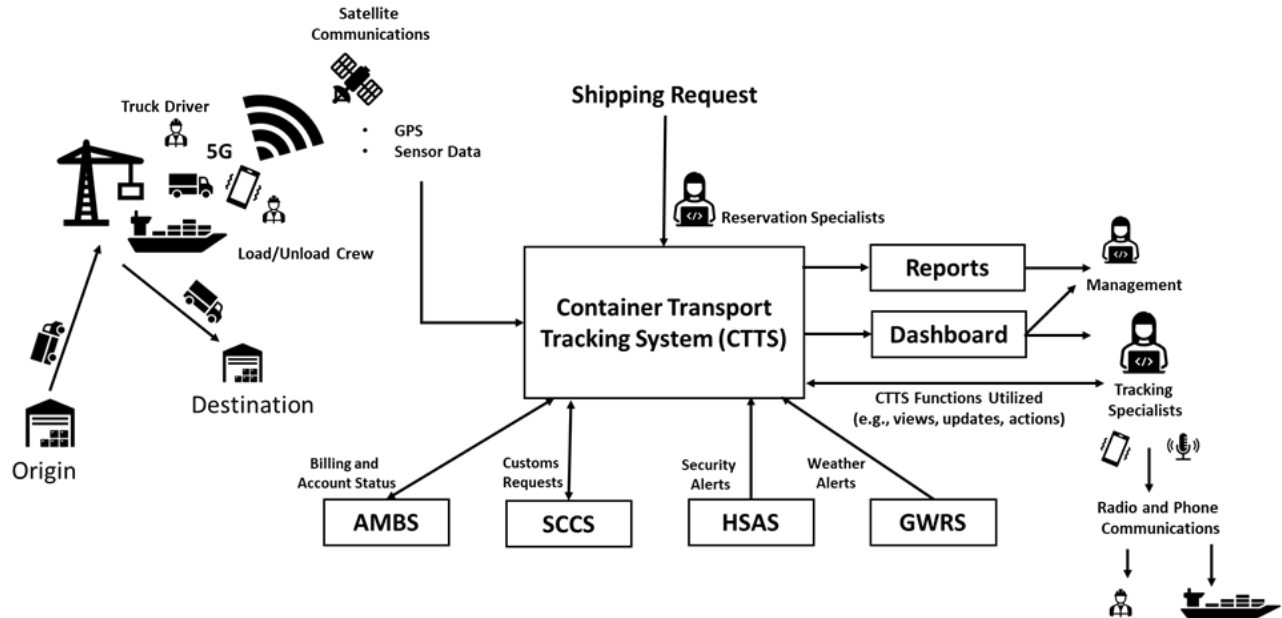 Satellite
Communications
Truck Driver
5G
• GPS
• Sensor Data
Load/Unload Crew
Origin
Destination
Shipping Request
Reservation Specialists
Container Transport
Tracking System (CTTS)
Reports
Dashboard
Management
CTTS Functions Utilized
(e.g., views, updates, actions)
Tracking
Specialists
Radio and Phone
Communications
Billing and
Account Status
Customs
Requests
Security
Alerts
Weather
Alerts
AMBS
SCCS
HSAS
GWRS